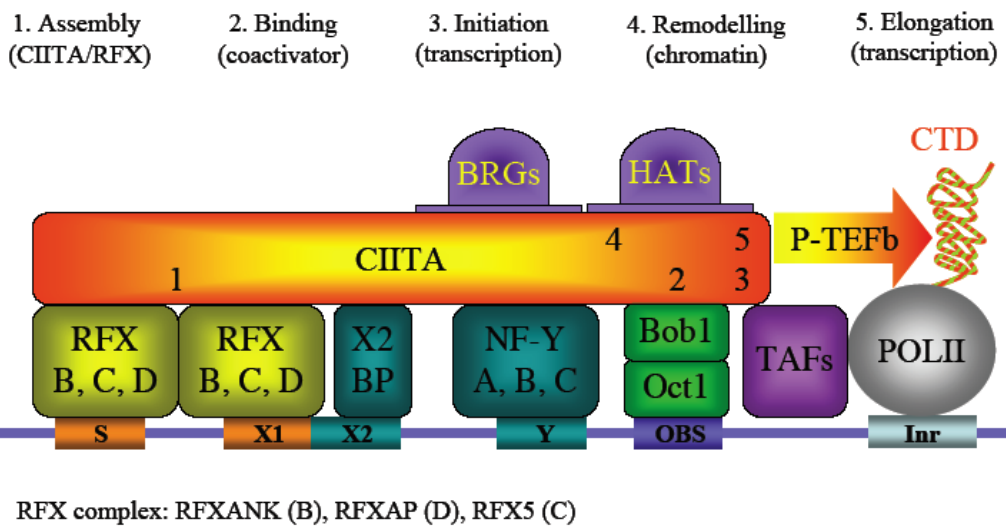 1. Assembly
(CIITA/RFX)
2. Binding
(coactivator)
3. Initiation
(transcription)
4. Remodelling
(chromatin)
5. Elongation
(transcription)
CTD
BRGs
HATs
CIITA
1
4
2
5
3
P-TEFb
RFX
B, C, D
RFX
B, C, D
X2
BP
NF-Y
A, B, C
Bob1
Oct1
TAFs
POLII
S
X1
X2
Y
OBS
Inr
RFX complex: RFXANK (B), RFXAP (D), RFX5 (C)